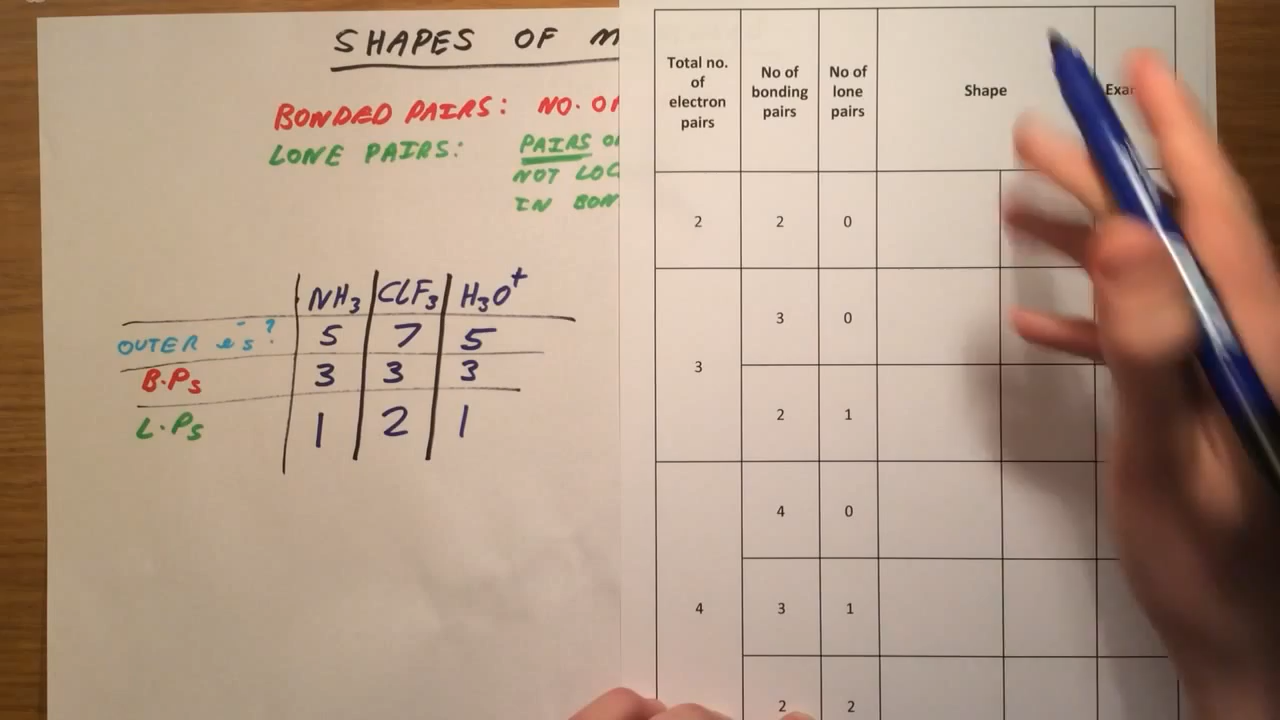 SHAPES OF M
BONDED PAIRS: NO. OF
LONE PAIRS: PAIRS OF
NOT LOC
IN BON
NH3 CLF3 H3O+
OUTER e-s? 5 7 5
B.Ps 3 3 3
L.Ps 1 2 1
Total no. of electron pairs
No of bonding pairs
No of lone pairs
Shape
2 2 0
3
3 0
2 1
4
4 0
3 1
2 2